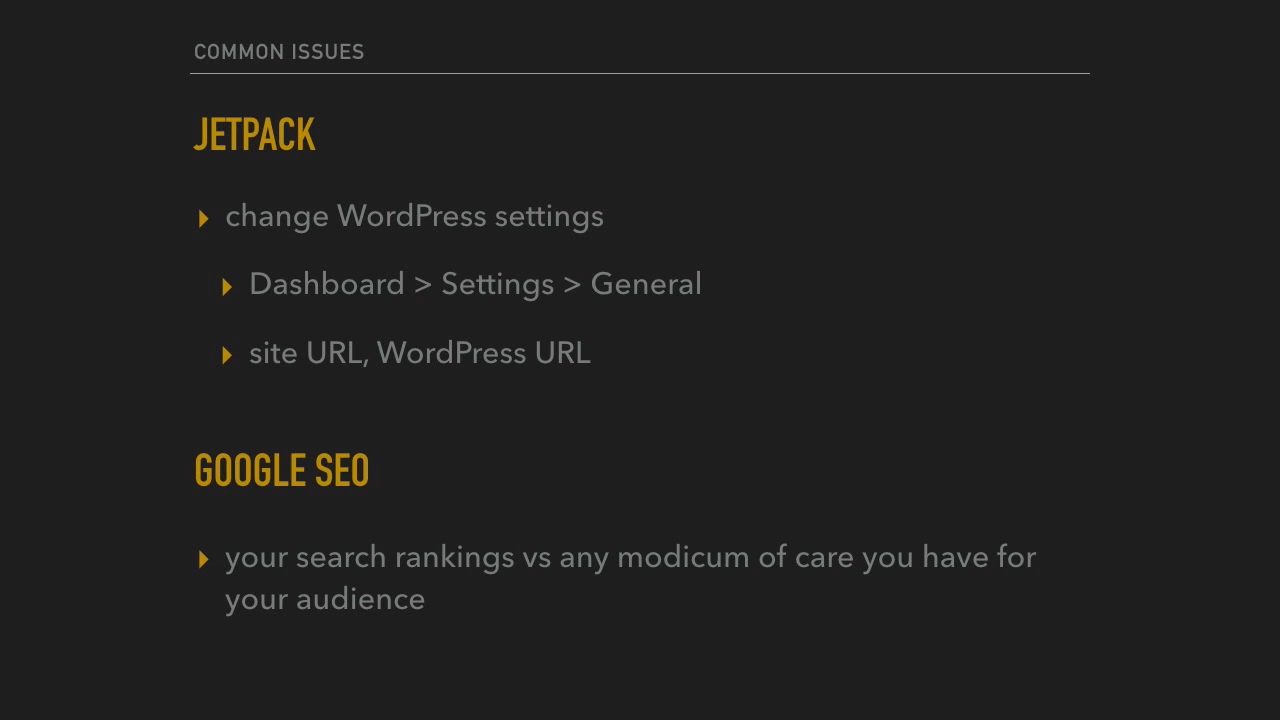 COMMON ISSUES
JETPACK
change WordPress settings
Dashboard > Settings > General
site URL, WordPress URL
GOOGLE SEO
your search rankings vs any modicum of care you have for
your audience